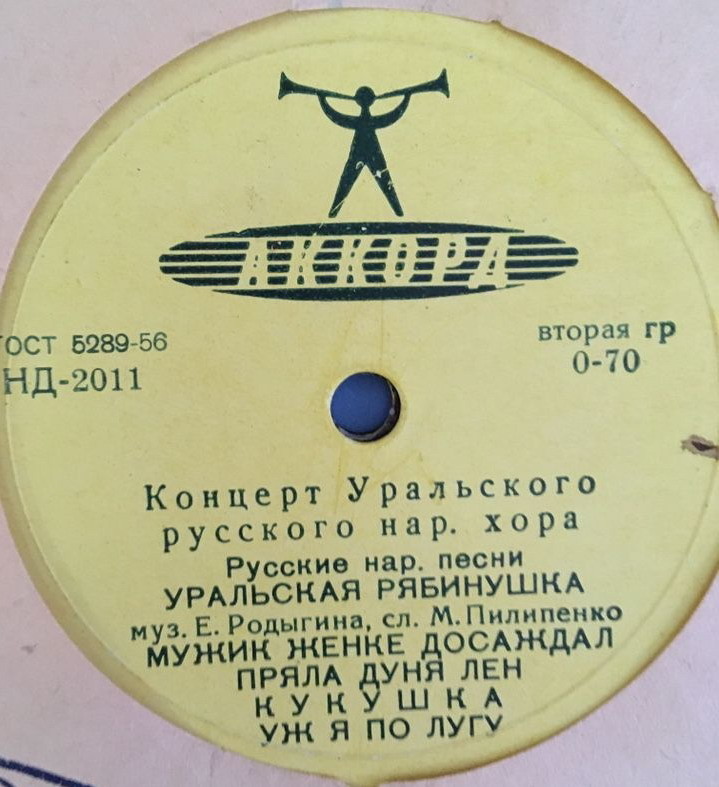 АККОРД
ГОСТ 5289-56
НД-2011
вторая гр
0-70
Концерт Уральского
русского нар. хора
Русские нар. песни
УРАЛЬСКАЯ РЯБИНУШКА
муз. Е. Родыгина, сл. М. Пилипенко
МУЖИК ЖЕНКЕ ДОСАЖДАЛ
ПРЯЛА ДУНЯ ЛЕН
КУКУШКА
УЖ Я ПО ЛУГУ